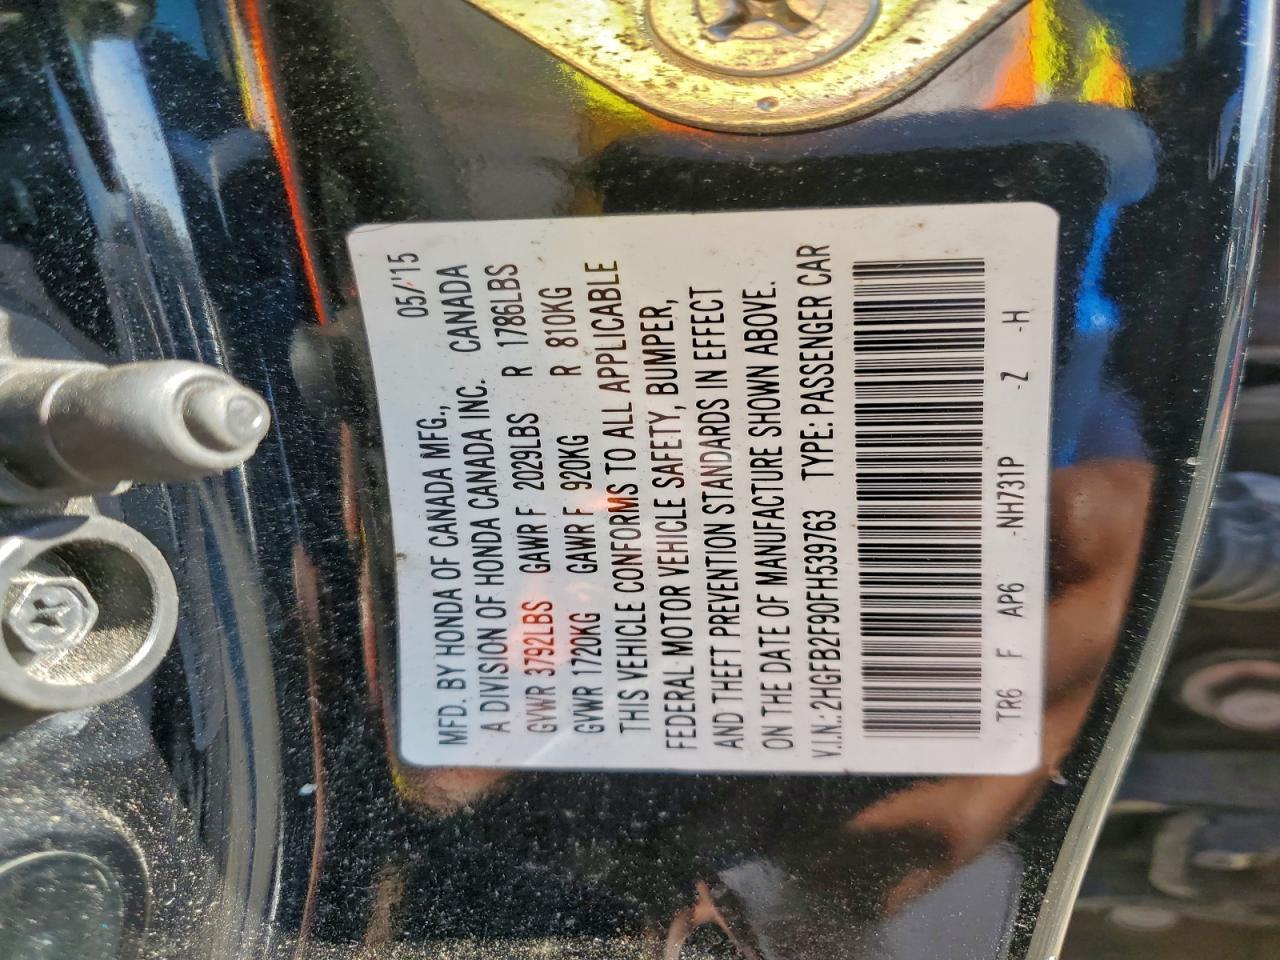 05/'15
MFD. BY HONDA OF CANADA MFG.,
A DIVISION OF HONDA CANADA INC. CANADA
GVWR 3792LBS GAWR F 2029LBS R 1786LBS
GVWR 1720KG GAWR F 920KG R 810KG
THIS VEHICLE CONFORMS TO ALL APPLICABLE
FEDERAL MOTOR VEHICLE SAFETY, BUMPER,
AND THEFT PREVENTION STANDARDS IN EFFECT
ON THE DATE OF MANUFACTURE SHOWN ABOVE.
V.I.N.: 2HGFB2F90FH539763 TYPE: PASSENGER CAR
TR6 F AP6 -NH731P -Z -H